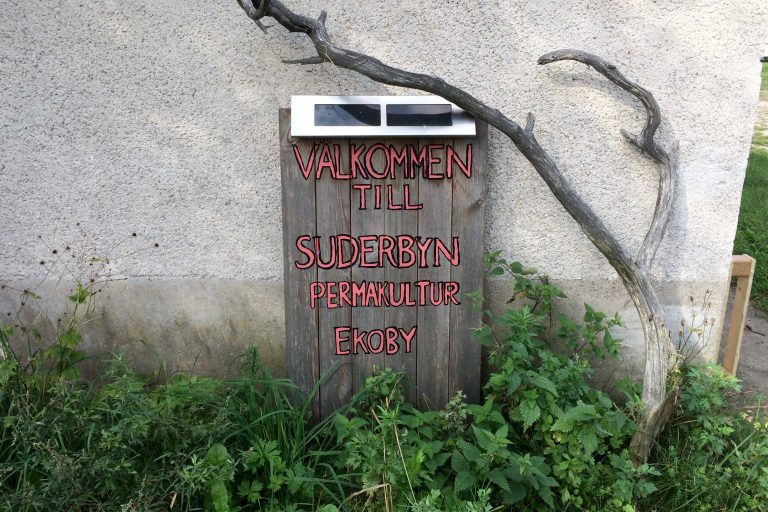 VÄLKOMMEN
TILL
SUDERBYN
PERMAKULTUR
EKOBY